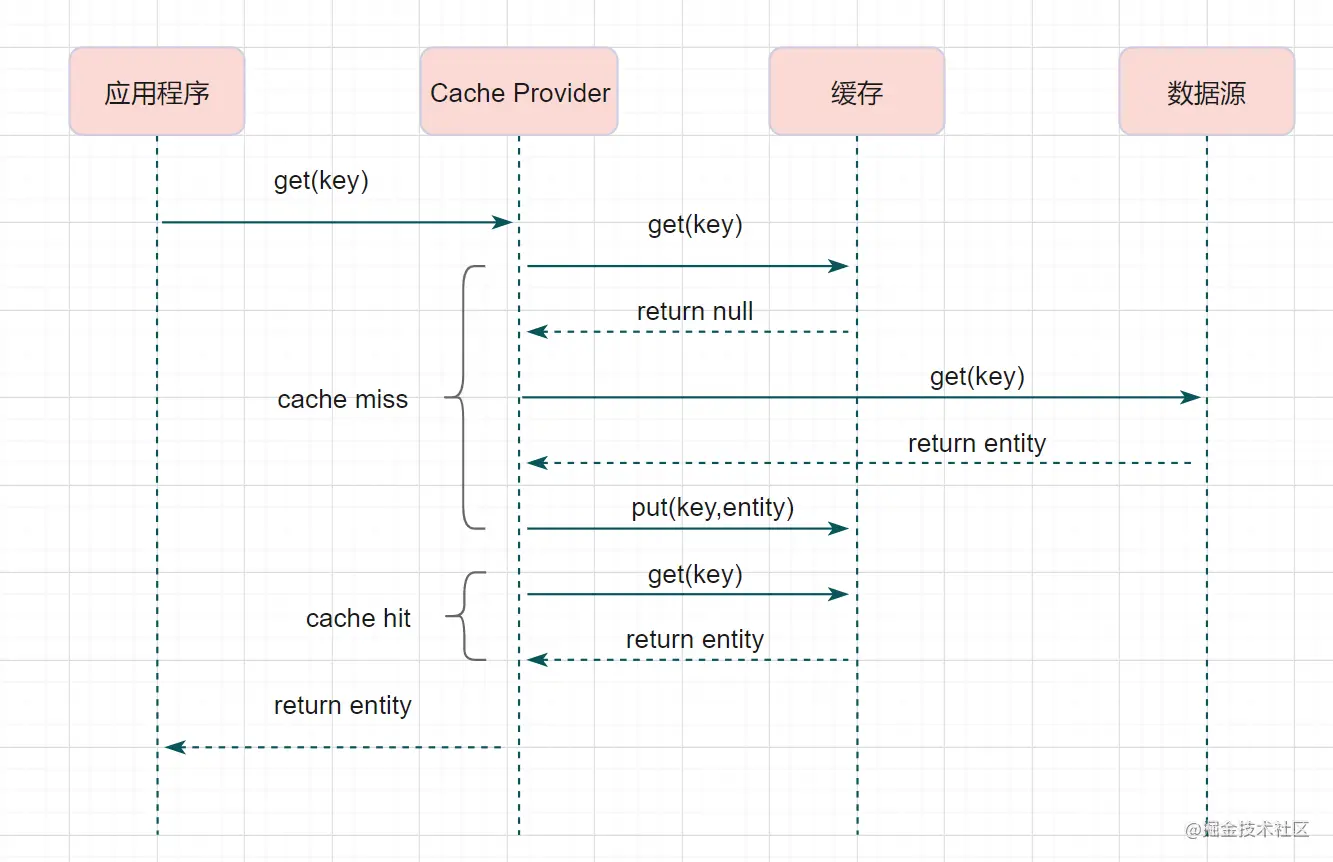 应用程序
Cache Provider
缓存
数据源
get(key)
get(key)
return null
get(key)
cache miss
return entity
put(key,entity)
get(key)
cache hit
return entity
return entity
@掘金技术社区